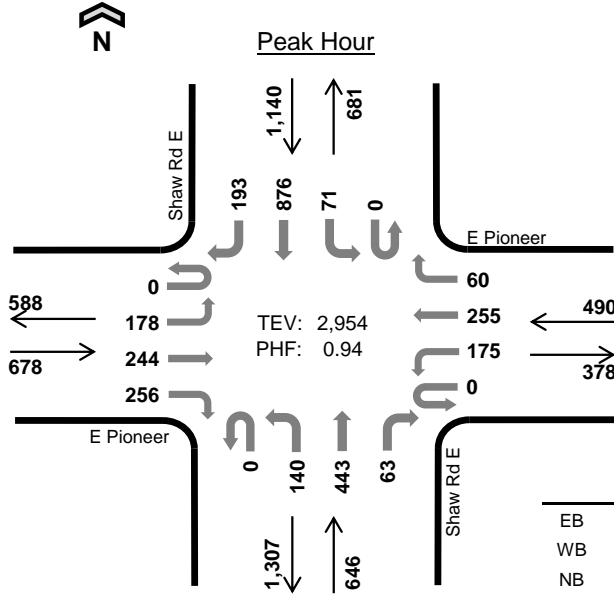 N
Peak Hour
1,140
681
Shaw Rd E
193
876
71
0
E Pioneer
0
60
588
178
TEV: 2,954
255
490
678
244
PHF: 0.94
175
378
256
0
E Pioneer
0
140
443
63
Shaw Rd E
1,307
646
EB
WB
NB